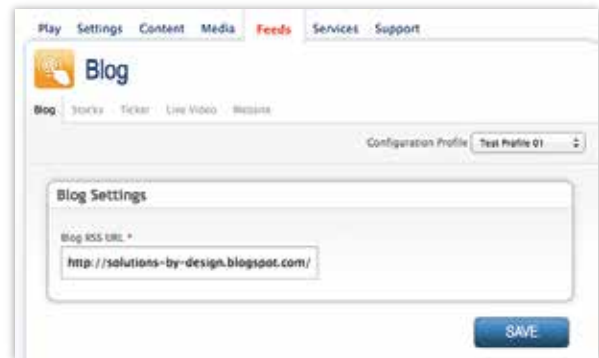 Play Settings Content Media Feeds Services Support
Blog
Blog Stocks Ticker Live Video Website
Configuration Profile Test Profile 01
Blog Settings
Blog RSS URL *
http://solutions-by-design.blogspot.com/
SAVE